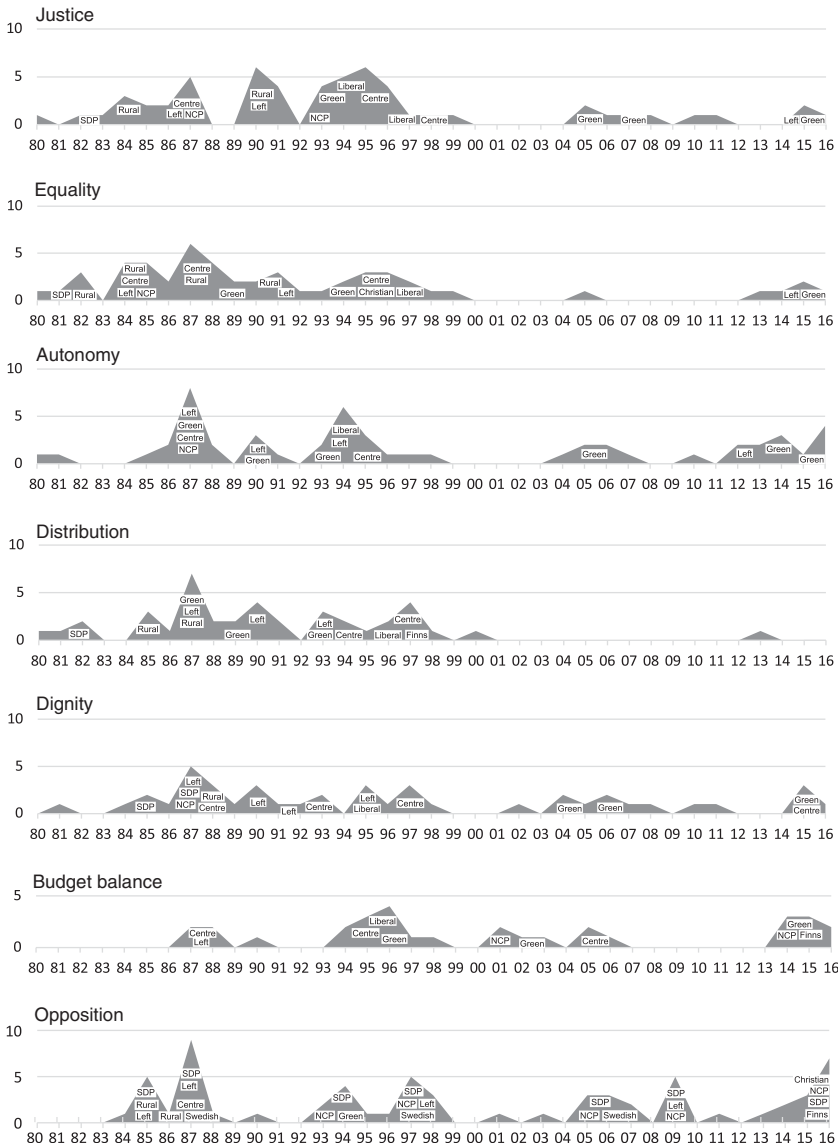 Justice
10
5
Liberal
Rural
Green
Centre
Centre
Rural
Left
Left NCP
NCP
SDP
Liberal
Centre
Green
Green
Left Green
0
80 81 82 83 84 85 86 87 88 89 90 91 92 93 94 95 96 97 98 99 00 01 02 03 04 05 06 07 08 09 10 11 12 13 14 15 16
Equality
10
5
Rural
Centre
Centre
Rural
Rural
Centre
SDP Rural
Left NCP
Green
Left
Green Christian Liberal
Left Green
0
80 81 82 83 84 85 86 87 88 89 90 91 92 93 94 95 96 97 98 99 00 01 02 03 04 05 06 07 08 09 10 11 12 13 14 15 16
Autonomy
10
5
Left
Green
Liberal
Centre
Left
NCP
Left
Green
Left
Green
Green
Green
Centre
Green
0
80 81 82 83 84 85 86 87 88 89 90 91 92 93 94 95 96 97 98 99 00 01 02 03 04 05 06 07 08 09 10 11 12 13 14 15 16
Distribution
10
5
Green
Left
Rural
Left
Left
Centre
SDP
Rural
Green
Green Centre
Liberal Finns
0
80 81 82 83 84 85 86 87 88 89 90 91 92 93 94 95 96 97 98 99 00 01 02 03 04 05 06 07 08 09 10 11 12 13 14 15 16
Dignity
10
5
Left
SDP
Rural
Left
Green
SDP
NCP
Centre
Left
Left
Centre
Liberal
Centre
Green
Green
Centre
0
80 81 82 83 84 85 86 87 88 89 90 91 92 93 94 95 96 97 98 99 00 01 02 03 04 05 06 07 08 09 10 11 12 13 14 15 16
Budget balance
5
Liberal
Green
Centre
Centre
NCP Finns
Left
Green
NCP
Green
Centre
0
80 81 82 83 84 85 86 87 88 89 90 91 92 93 94 95 96 97 98 99 00 01 02 03 04 05 06 07 08 09 10 11 12 13 14 15 16
Opposition
10
5
SDP
Christian
SDP
Left
SDP
SDP
SDP
SDP
NCP
Rural
Centre
NCP Left
Left
SDP
Left
Rural Swedish
NCP Green
Swedish
NCP Swedish
NCP
Finns
0
80 81 82 83 84 85 86 87 88 89 90 91 92 93 94 95 96 97 98 99 00 01 02 03 04 05 06 07 08 09 10 11 12 13 14 15 16